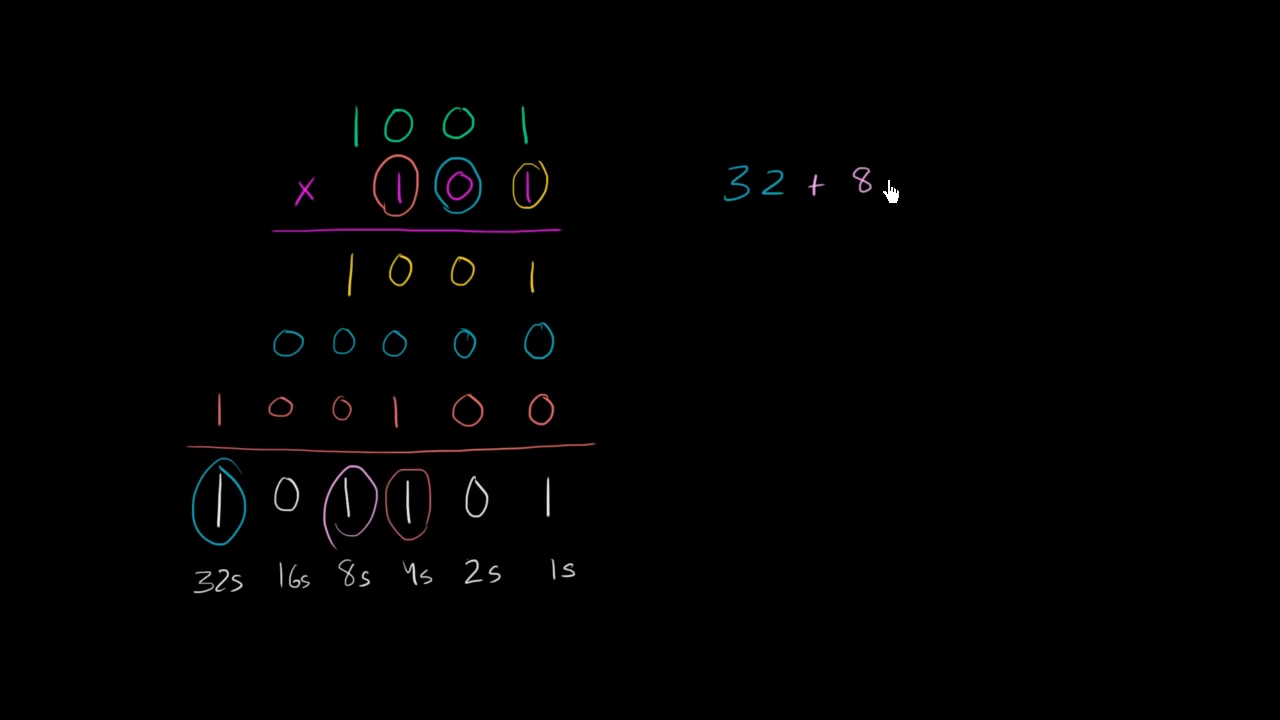 1 0 0 1
x 1 0 1
32 + 8
1 0 0 1
0 0 0 0 0
1 0 0 1 0 0
1 0 1 1 0 1
32s 16s 8s 4s 2s 1s